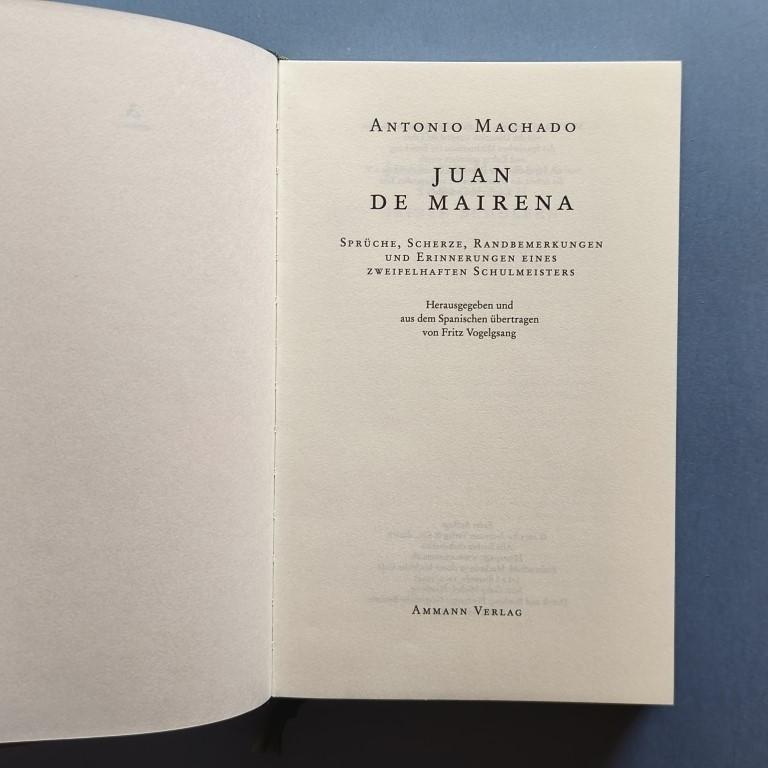 ANTONIO MACHADO
JUAN
DE MAIRENA
SPRÜCHE, SCHERZE, RANDBEMERKUNGEN
UND ERINNERUNGEN EINES
ZWEIFELHAFTEN SCHULMEISTERS
Herausgegeben und
aus dem Spanischen übertragen
von Fritz Vogelgsang
AMMANN VERLAG